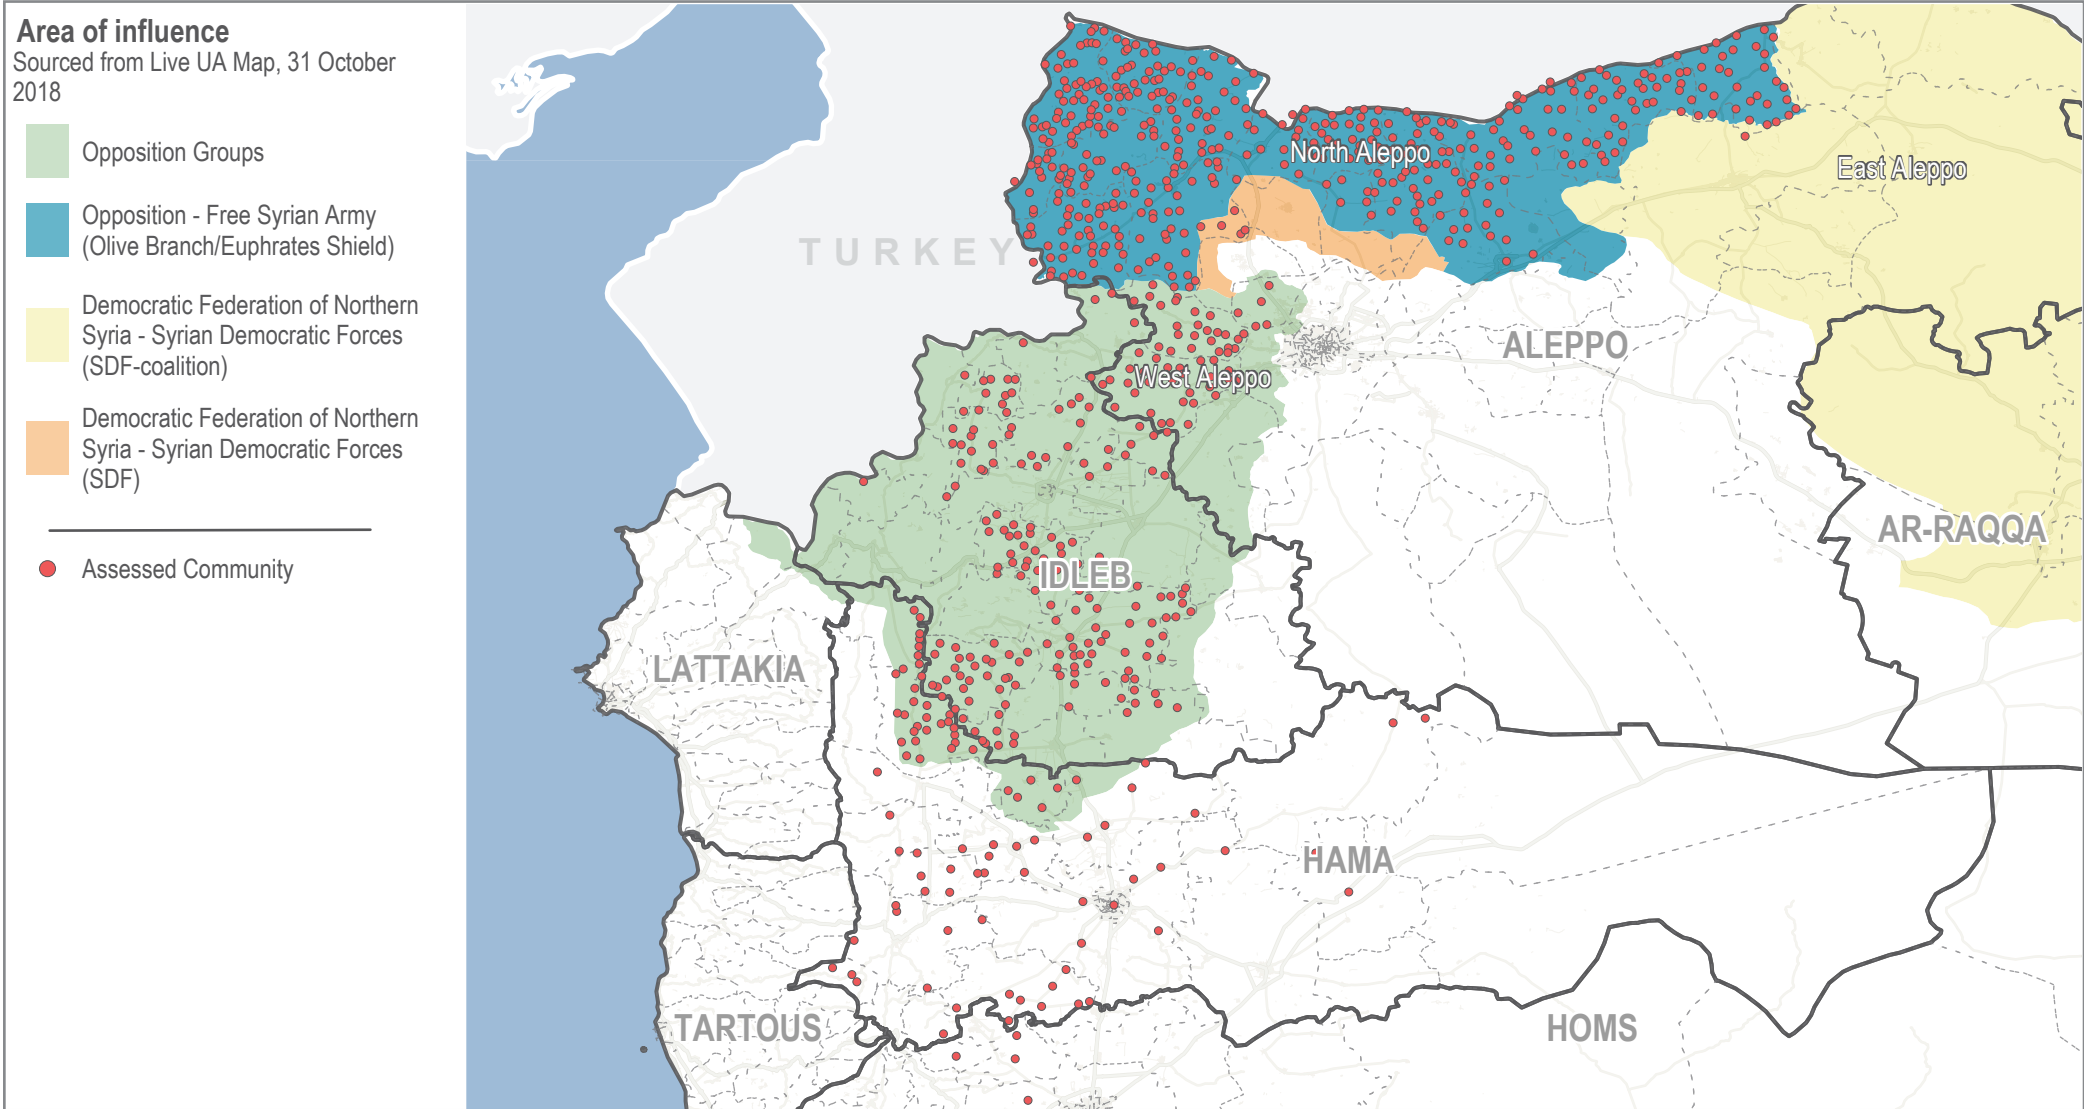 Area of influence
Sourced from Live UA Map, 31 October
2018
Opposition Groups
Opposition - Free Syrian Army
(Olive Branch/Euphrates Shield)
Democratic Federation of Northern
Syria - Syrian Democratic Forces
(SDF-coalition)
Democratic Federation of Northern
Syria - Syrian Democratic Forces
(SDF)
Assessed Community
North Aleppo
East Aleppo
TURKEY
ALEPPO
West Aleppo
AR-RAQQA
IDLEB
LATTAKIA
HAMA
TARTOUS
HOMS